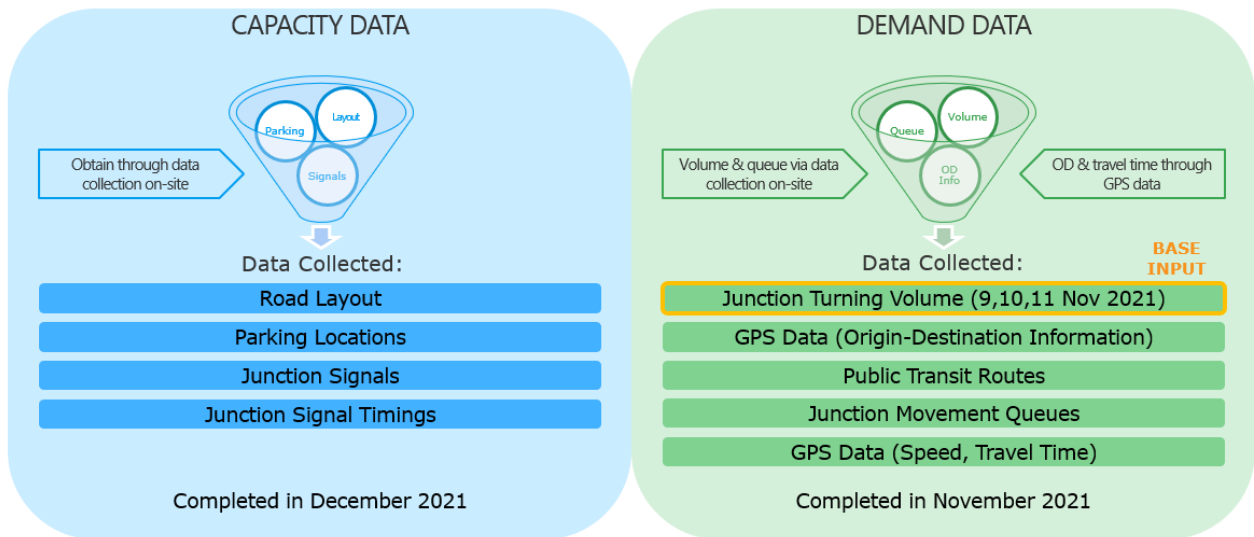 CAPACITY DATA
Parking
Layout
Signals
Obtain through data
collection on-site
Data Collected:
Road Layout
Parking Locations
Junction Signals
Junction Signal Timings
Completed in December 2021
DEMAND DATA
Queue
Volume
OD
Info
Volume & queue via data
collection on-site
OD & travel time through
GPS data
Data Collected:
BASE
INPUT
Junction Turning Volume (9,10,11 Nov 2021)
GPS Data (Origin-Destination Information)
Public Transit Routes
Junction Movement Queues
GPS Data (Speed, Travel Time)
Completed in November 2021